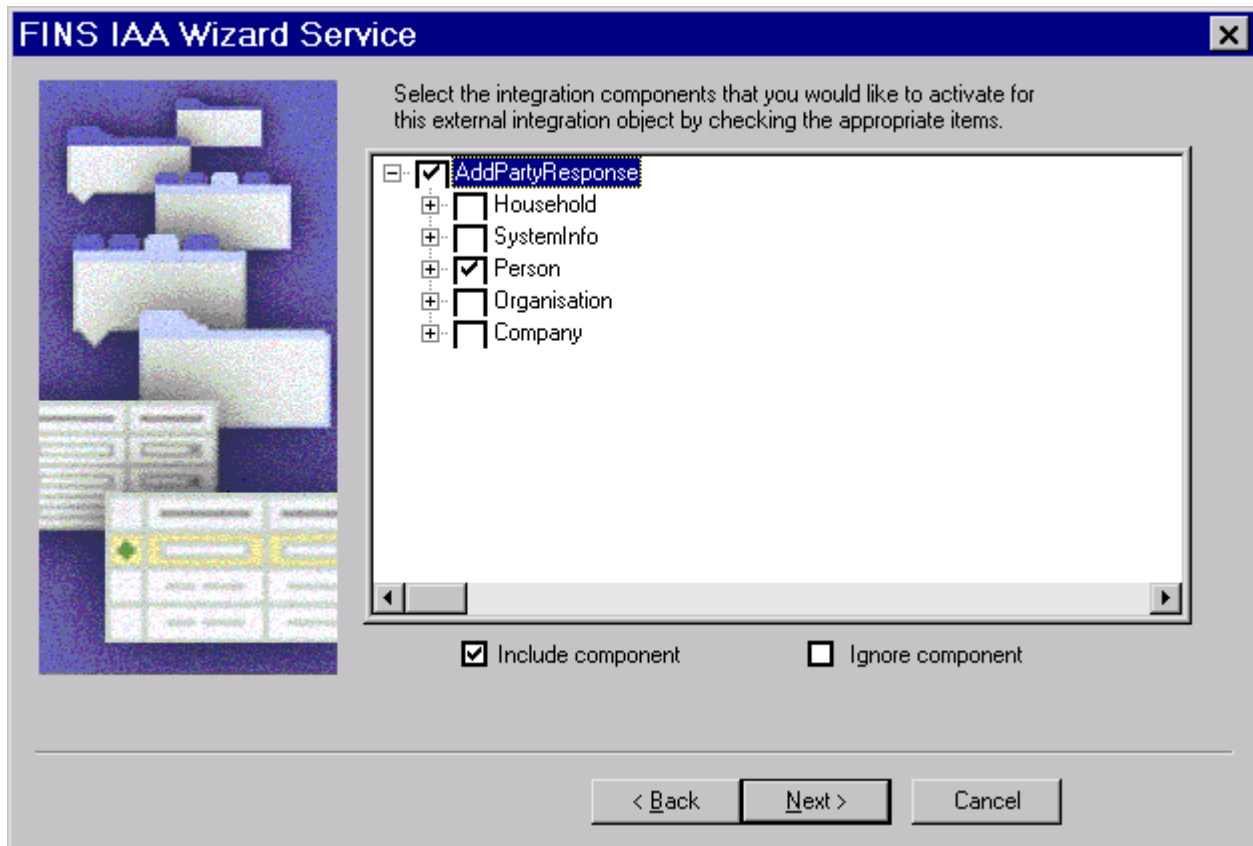 FINS IAA Wizard Service
Select the integration components that you would like to activate for
this external integration object by checking the appropriate items.
AddPartyResponse
Household
SystemInfo
Person
Organisation
Company
Include component
Ignore component
< Back
Next >
Cancel